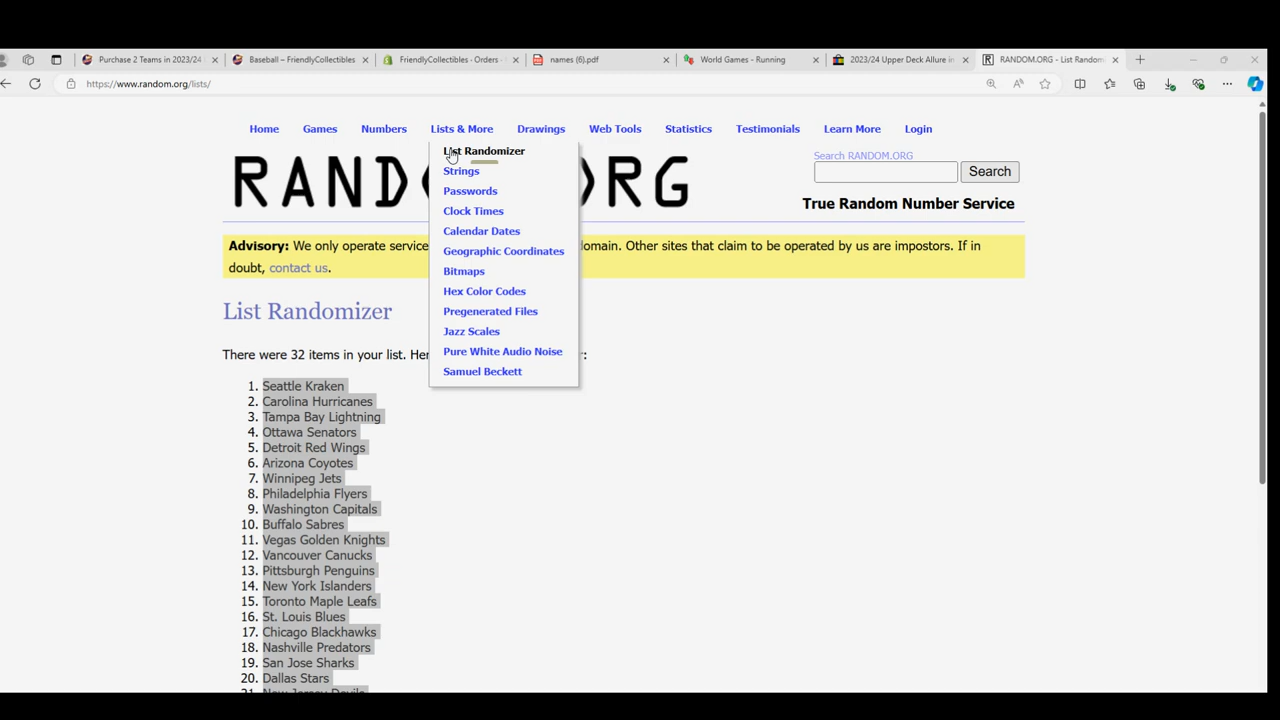 Purchase 2 Teams in 2023/24 U
Baseball – FriendlyCollectibles
FriendlyCollectibles · Orders ·
names (6).pdf
World Games - Running
2023/24 Upper Deck Allure in
RANDOM.ORG - List Random
https://www.random.org/lists/
Home Games Numbers Lists & More Drawings Web Tools Statistics Testimonials Learn More Login
List Randomizer
Strings
Passwords
Clock Times
Calendar Dates
Geographic Coordinates
Bitmaps
Hex Color Codes
Pregenerated Files
Jazz Scales
Pure White Audio Noise
Samuel Beckett
RAND RG
Search RANDOM.ORG
Search
True Random Number Service
Advisory: We only operate service omain. Other sites that claim to be operated by us are impostors. If in
doubt, contact us.
List Randomizer
There were 32 items in your list. Her :
1. Seattle Kraken
2. Carolina Hurricanes
3. Tampa Bay Lightning
4. Ottawa Senators
5. Detroit Red Wings
6. Arizona Coyotes
7. Winnipeg Jets
8. Philadelphia Flyers
9. Washington Capitals
10. Buffalo Sabres
11. Vegas Golden Knights
12. Vancouver Canucks
13. Pittsburgh Penguins
14. New York Islanders
15. Toronto Maple Leafs
16. St. Louis Blues
17. Chicago Blackhawks
18. Nashville Predators
19. San Jose Sharks
20. Dallas Stars
21. New Jersey Devils